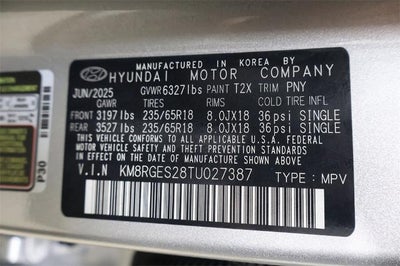 MANUFACTURED IN KOREA BY
HYUNDAI MOTOR COMPANY
JUN/2025 GVWR 6327lbs PAINT T2X TRIM PNY
GAWR TIRES RIMS COLD TIRE INFL
FRONT 3197lbs 235/65R18 8.0JX18 36psi SINGLE
REAR 3527lbs 235/65R18 8.0JX18 36psi SINGLE
THIS VEHICLE CONFORMS TO ALL APPLICABLE U.S.A. FEDERAL
MOTOR VEHICLE SAFETY AND THEFT PREVENTION STANDARDS
IN EFFECT ON THE DATE OF MANUFACTURE SHOWN ABOVE.
V.I.N KM8RGES28TU027387 TYPE : MPV
P30